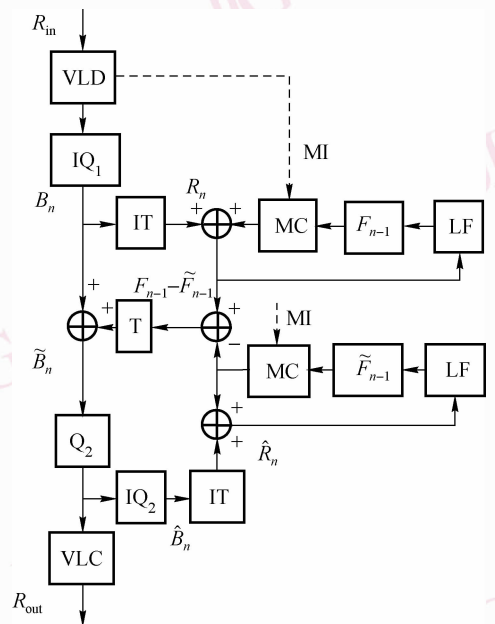 R_in
VLD
MI
IQ_1
B_n
R_n
+ +
IT
MC
F_{n-1}
LF
F_{n-1}-F̃_{n-1}
+
+
+
T
−
MI
B̃_n
MC
F̃_{n-1}
LF
+
+
Q_2
R̂_n
IQ_2
IT
B̂_n
VLC
R_out